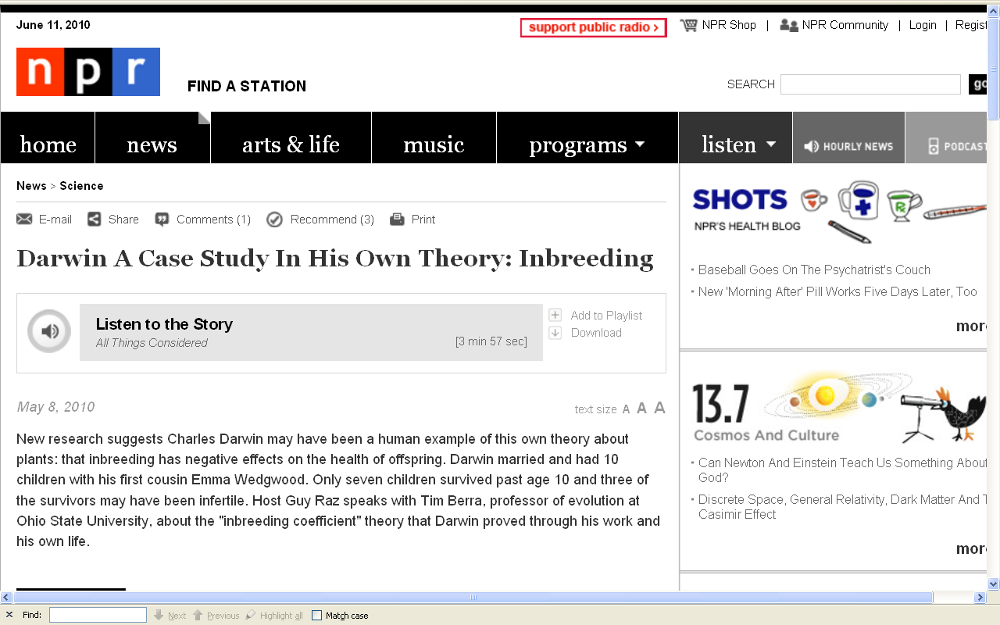 June 11, 2010
support public radio >
NPR Shop | NPR Community | Login |
npr
FIND A STATION
SEARCH
home news arts & life music programs listen HOURLY NEWS
News > Science
E-mail Share Comments (1) Recommend (3) Print
Darwin A Case Study In His Own Theory: Inbreeding
Listen to the Story
All Things Considered
[3 min 57 sec]
Add to Playlist
Download
May 8, 2010
text size A A A
New research suggests Charles Darwin may have been a human example of this own theory about
plants: that inbreeding has negative effects on the health of offspring. Darwin married and had 10
children with his first cousin Emma Wedgwood. Only seven children survived past age 10 and three of
the survivors may have been infertile. Host Guy Raz speaks with Tim Berra, professor of evolution at
Ohio State University, about the "inbreeding coefficient" theory that Darwin proved through his work and
his own life.
SHOTS
NPR'S HEALTH BLOG
Rx
• Baseball Goes On The Psychatrist's Couch
• New 'Morning After' Pill Works Five Days Later, Too
more
13.7
Cosmos And Culture
• Can Newton And Einstein Teach Us Something About
God?
• Discrete Space, General Relativity, Dark Matter And
Casimir Effect
more
Find: Next Previous Highlight all Match case